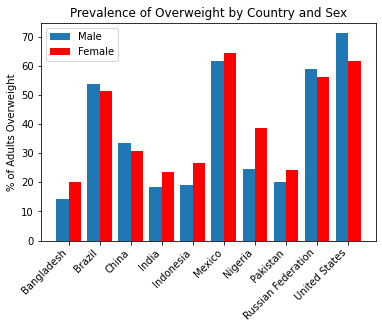 Prevalence of Overweight by Country and Sex
Male
Female
% of Adults Overweight
70
60
50
40
30
20
10
0
Bangladesh
Brazil
China
India
Indonesia
Mexico
Nigeria
Pakistan
Russian Federation
United States